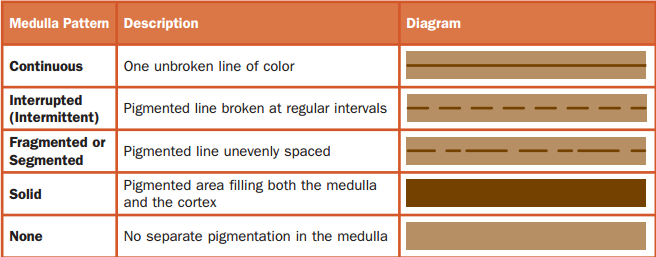 Medulla Pattern Description Diagram
Continuous One unbroken line of color
Interrupted
(Intermittent) Pigmented line broken at regular intervals
Fragmented or
Segmented Pigmented line unevenly spaced
Solid Pigmented area filling both the medulla
and the cortex
None No separate pigmentation in the medulla